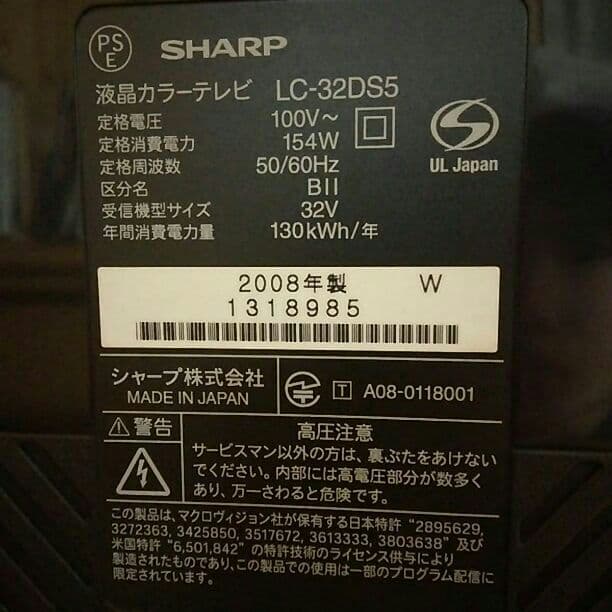 PS
E
SHARP
液晶カラーテレビ LC-32DS5
定格電圧 100V～
定格消費電力 154W
定格周波数 50/60Hz
区分名 BII
受信機型サイズ 32V
年間消費電力量 130kWh/年
S
UL Japan
2008年製 W
1318985
シャープ株式会社
MADE IN JAPAN
T A08-0118001
⚠警告
高圧注意
サービスマン以外の方は、裏ぶたをあけない
でください。内部には高電圧部分が数多く
あり、万一さわると危険です。
この製品は、マクロヴィジョン社が保有する日本特許 "2895629,
3272363, 3425850, 3517672, 3613333, 3803638" 及び
米国特許 "6,501,842" の特許技術のライセンス供与により
製造されたものであり、この製品での使用は一部のプログラム配信に
限定されています。